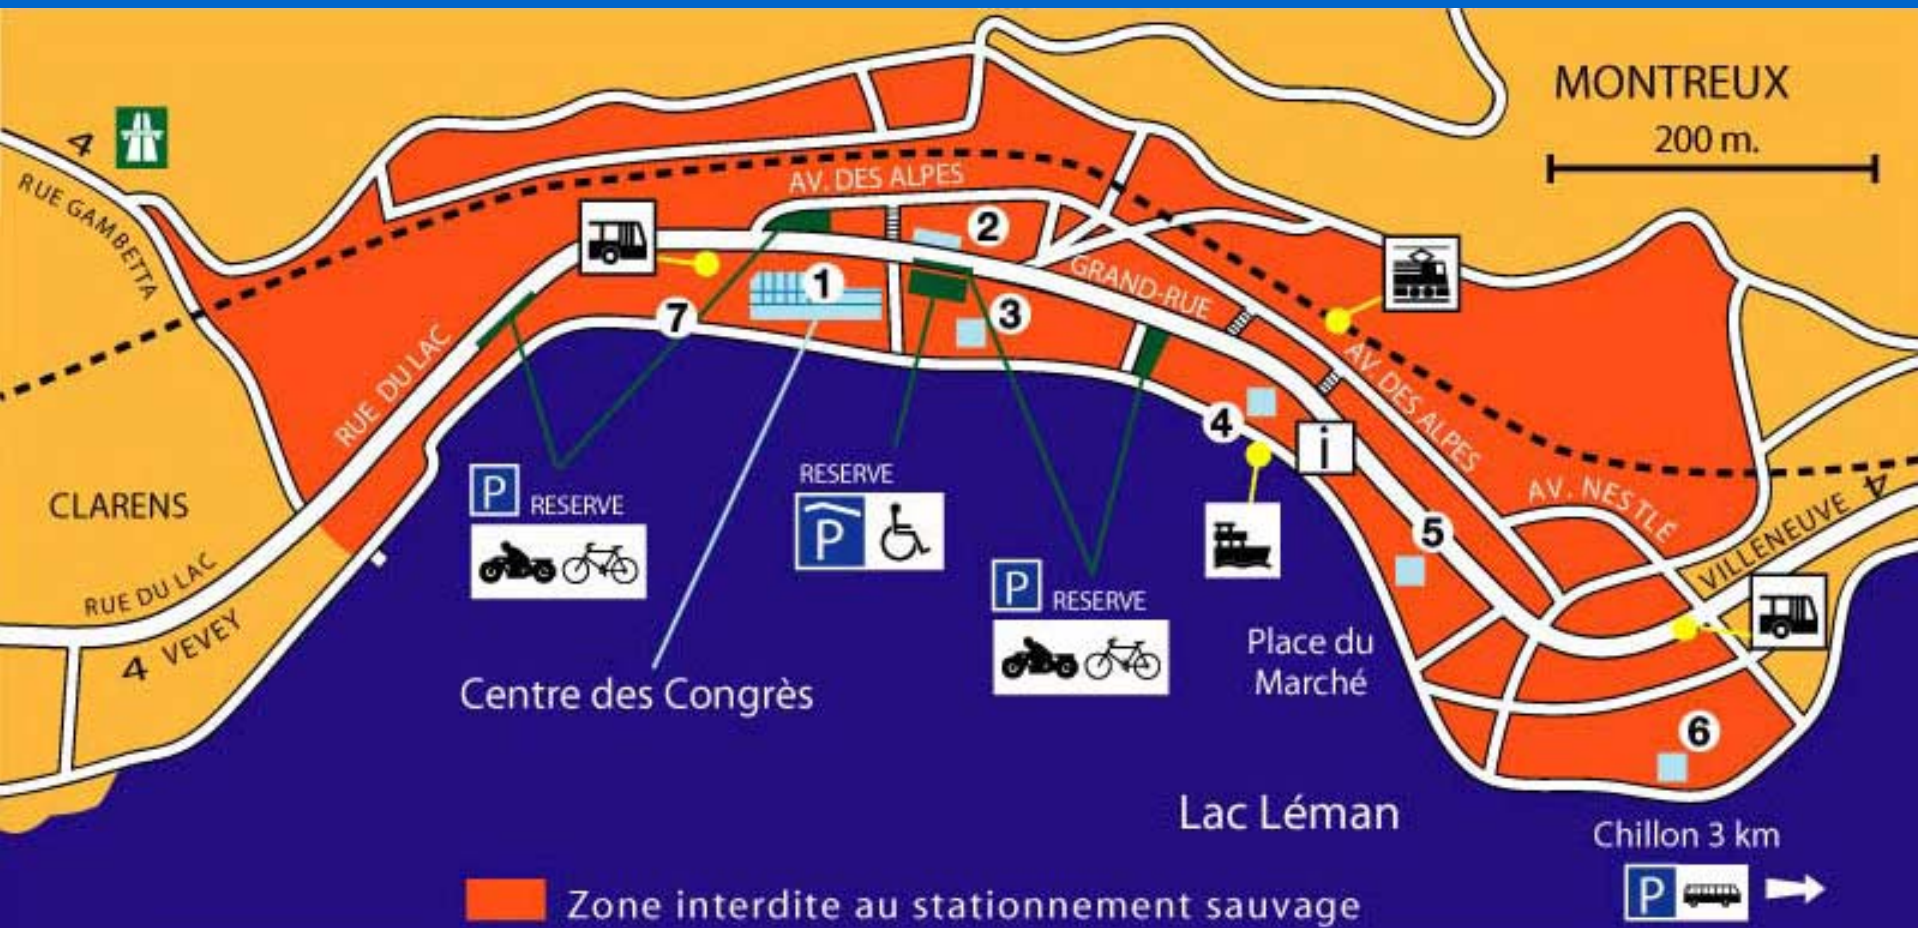 MONTREUX
200 m.
4
RUE GAMBETTA
AV. DES ALPES
2
1
GRAND-RUE
3
7
RUE DU LAC
AV. DES ALPES
4
i
CLARENS
P RESERVE
RESERVE
P
P RESERVE
AV. NESTLE
5
VILLENEUVE 4
RUE DU LAC
4 VEVEY
Centre des Congrès
Place du
Marché
6
Lac Léman
Chillon 3 km
P
Zone interdite au stationnement sauvage